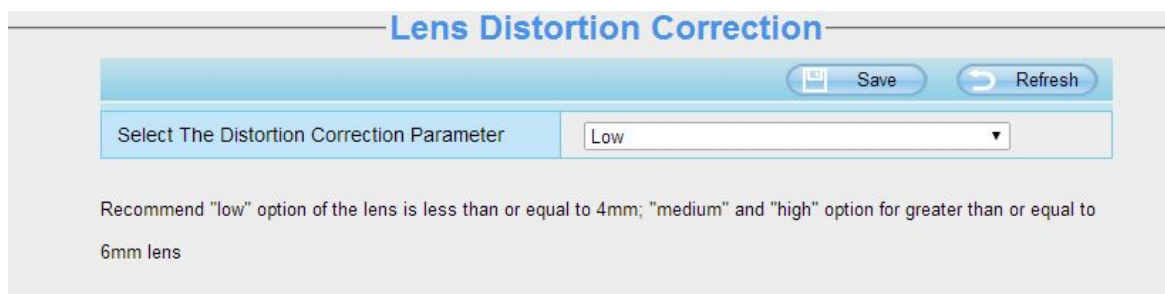 Lens Distortion Correction
Save Refresh
Select The Distortion Correction Parameter Low
Recommend "low" option of the lens is less than or equal to 4mm; "medium" and "high" option for greater than or equal to
6mm lens